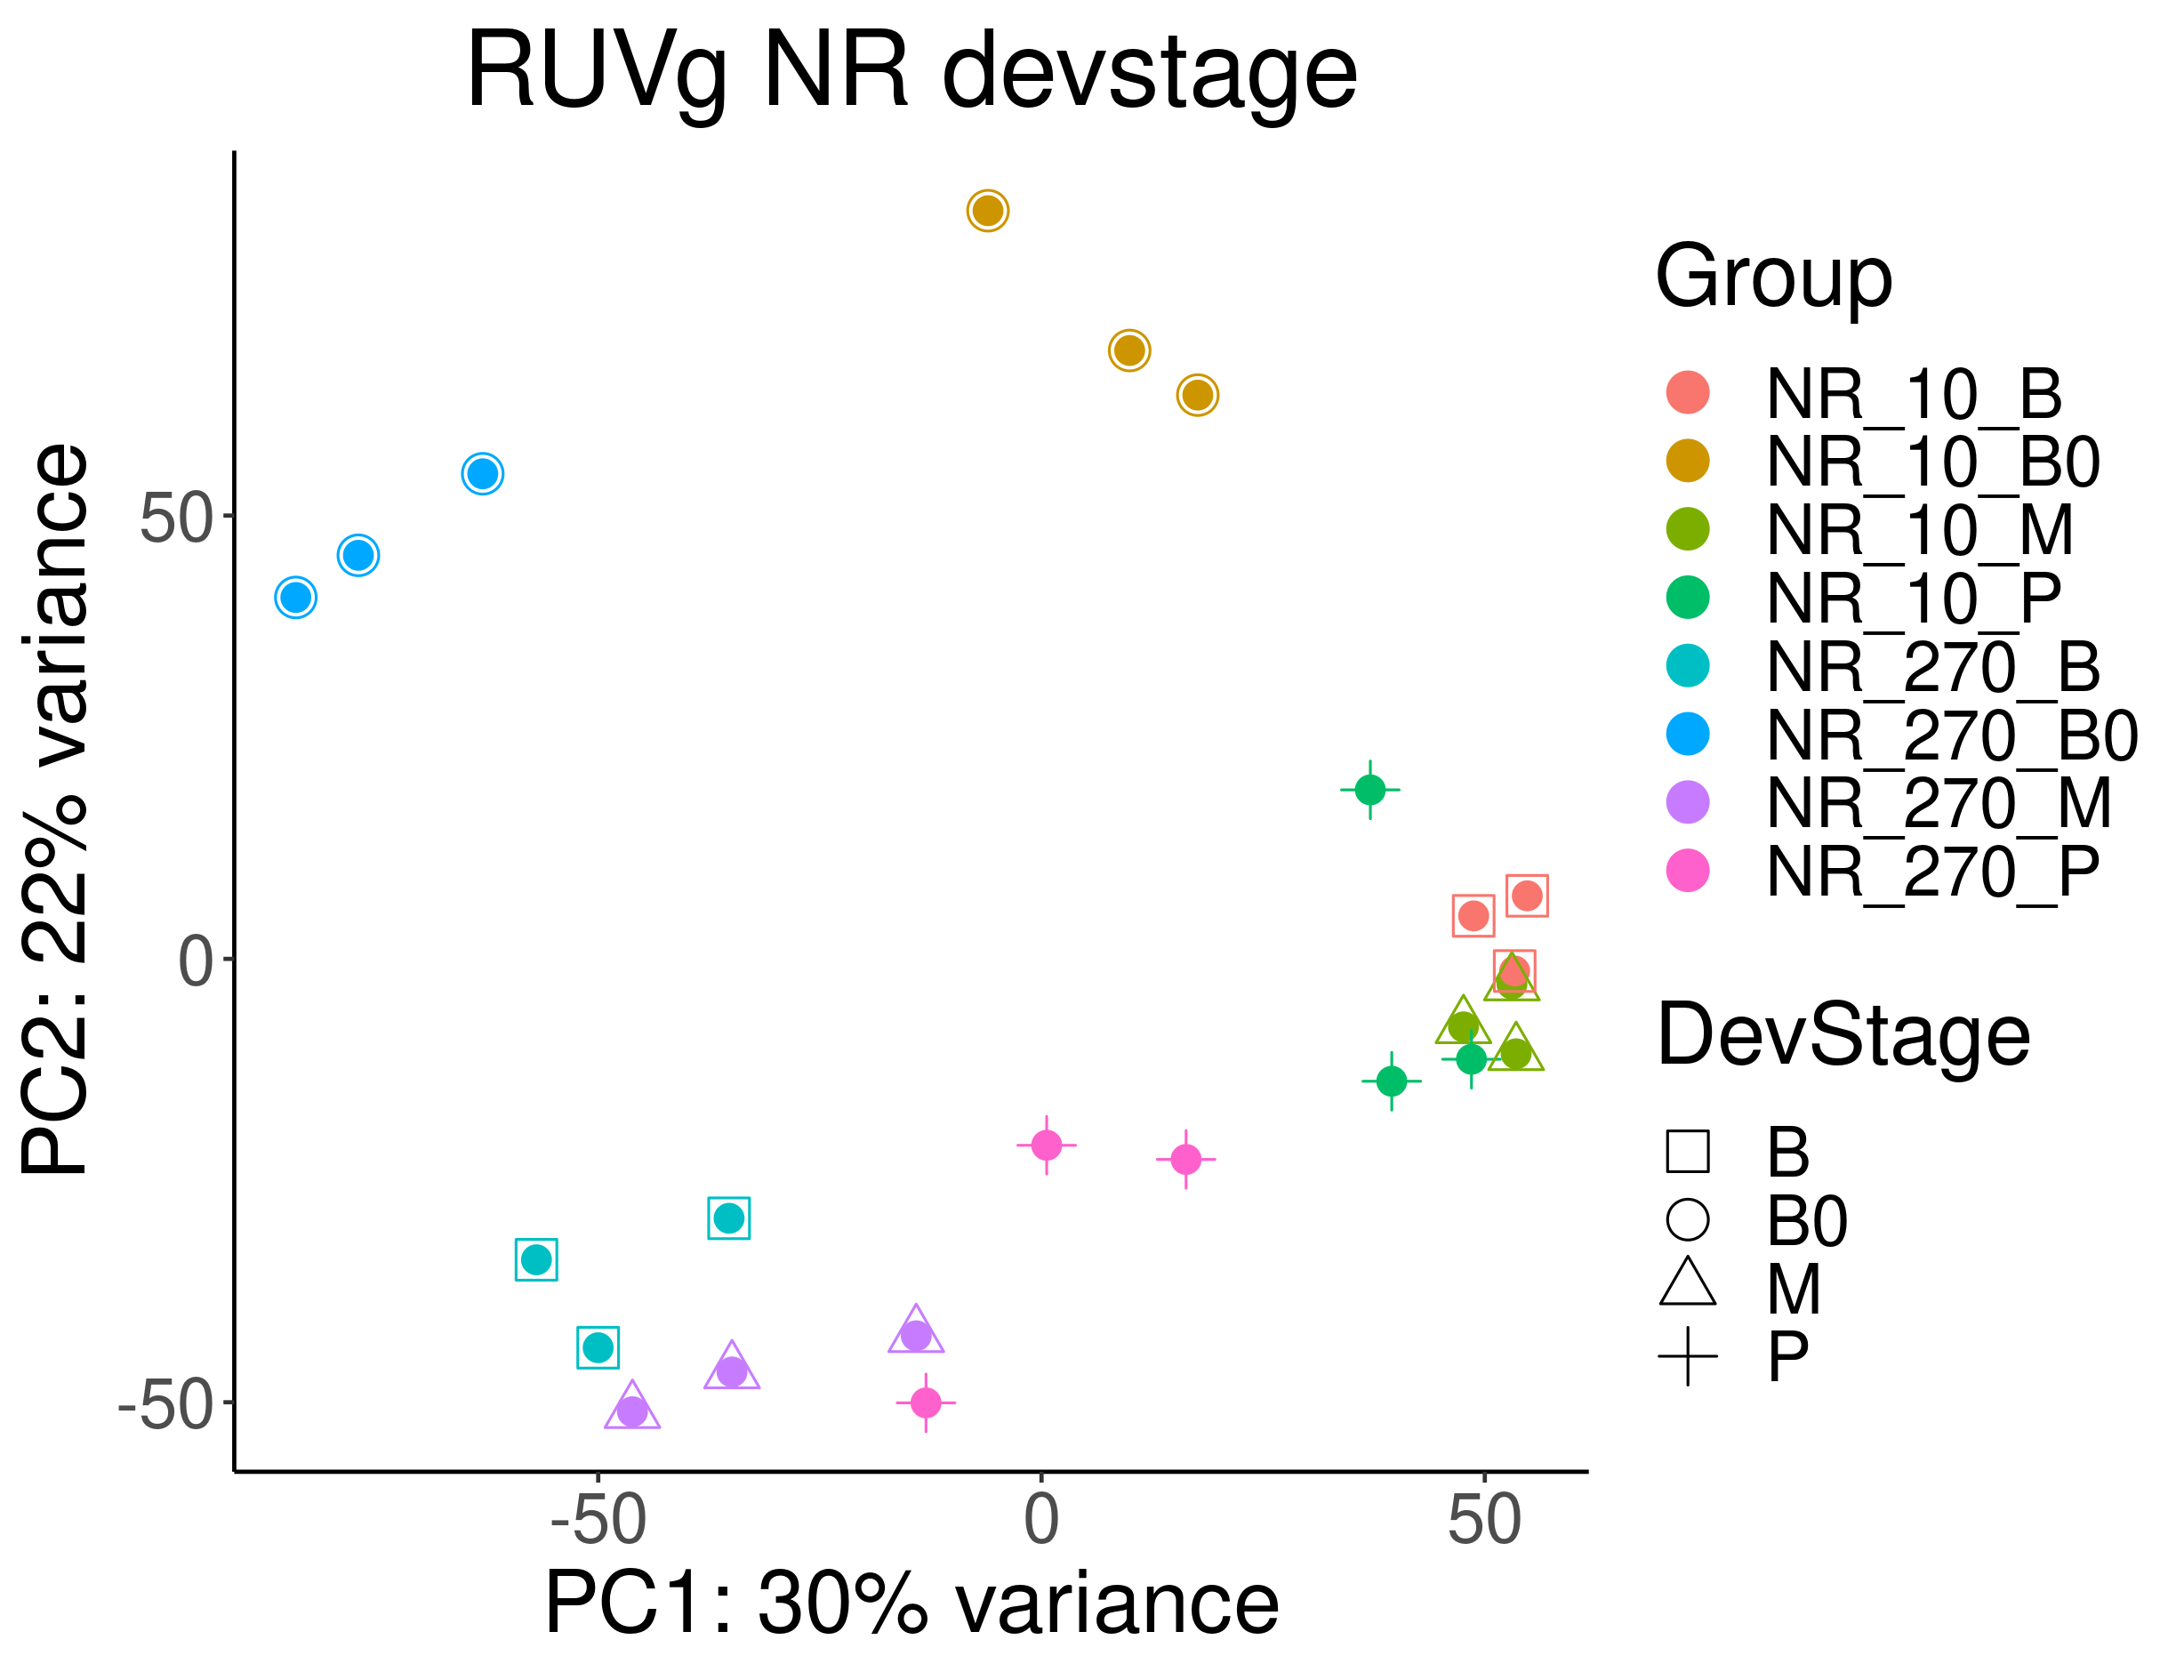 RUVg NR devstage
PC2: 22% variance
50
0
-50
-50
0
50
PC1: 30% variance
Group
NR_10_B
NR_10_B0
NR_10_M
NR_10_P
NR_270_B
NR_270_B0
NR_270_M
NR_270_P
DevStage
B
B0
M
P